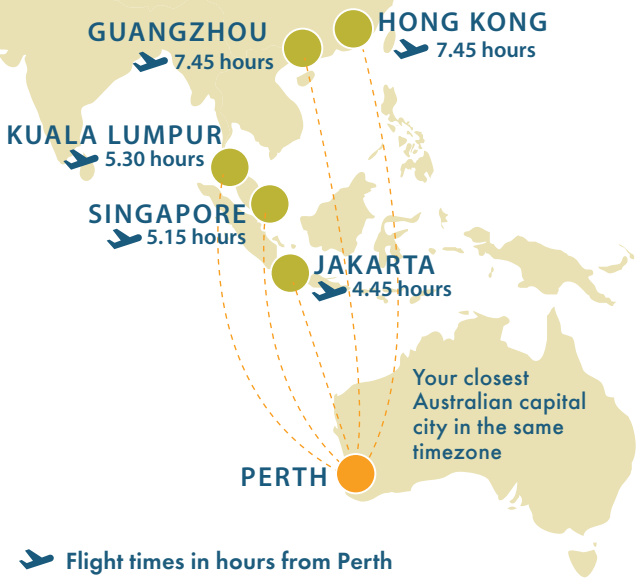 GUANGZHOU
7.45 hours
HONG KONG
7.45 hours
KUALA LUMPUR
5.30 hours
SINGAPORE
5.15 hours
JAKARTA
4.45 hours
Your closest
Australian capital
city in the same
timezone
PERTH
Flight times in hours from Perth